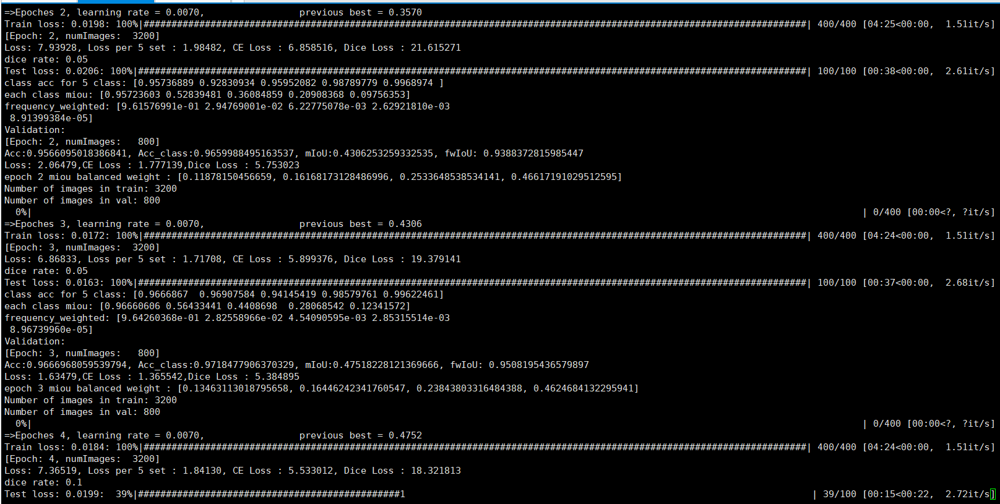 =>Epoches 2, learning rate = 0.0070, previous best = 0.3570
Train loss: 0.0198: 100%|#######################################################################################################################| 400/400 [04:25<00:00, 1.51it/s]
[Epoch: 2, numImages: 3200]
Loss: 7.93928, Loss per 5 set : 1.98482, CE Loss : 6.858516, Dice Loss : 21.615271
dice rate: 0.05
Test loss: 0.0206: 100%|########################################################################################################################| 100/100 [00:38<00:00, 2.61it/s]
class acc for 5 class: [0.95736889 0.92830934 0.95952082 0.98789779 0.9968974 ]
each class miou: [0.95723603 0.52839481 0.36084859 0.20908368 0.09756353]
frequency_weighted: [9.61576991e-01 2.94769001e-02 6.22775078e-03 2.62921810e-03
8.91399384e-05]
Validation:
[Epoch: 2, numImages: 800]
Acc:0.9566095018386841, Acc_class:0.9659988495163537, mIoU:0.4306253259332535, fwIoU: 0.9388372815985447
Loss: 2.06479,CE Loss : 1.777139,Dice Loss : 5.753023
epoch 2 miou balanced weight : [0.11878150456659, 0.16168173128486996, 0.2533648538534141, 0.46617191029512595]
Number of images in train: 3200
Number of images in val: 800
0%| | 0/400 [00:00<?, ?it/s]
=>Epoches 3, learning rate = 0.0070, previous best = 0.4306
Train loss: 0.0172: 100%|#######################################################################################################################| 400/400 [04:24<00:00, 1.51it/s]
[Epoch: 3, numImages: 3200]
Loss: 6.86833, Loss per 5 set : 1.71708, CE Loss : 5.899376, Dice Loss : 19.379141
dice rate: 0.05
Test loss: 0.0163: 100%|########################################################################################################################| 100/100 [00:37<00:00, 2.68it/s]
class acc for 5 class: [0.9666867 0.96907584 0.94145419 0.98579761 0.99622461]
each class miou: [0.96660606 0.56433441 0.4408698 0.28068542 0.12341572]
frequency_weighted: [9.64260368e-01 2.82558966e-02 4.54090595e-03 2.85315514e-03
8.96739960e-05]
Validation:
[Epoch: 3, numImages: 800]
Acc:0.9666968059539794, Acc_class:0.9718477906370329, mIoU:0.47518228121369666, fwIoU: 0.9508195436579897
Loss: 1.63479,CE Loss : 1.365542,Dice Loss : 5.384895
epoch 3 miou balanced weight : [0.13463113018795658, 0.16446242341760547, 0.23843803316484388, 0.4624684132295941]
Number of images in train: 3200
Number of images in val: 800
0%| | 0/400 [00:00<?, ?it/s]
=>Epoches 4, learning rate = 0.0070, previous best = 0.4752
Train loss: 0.0184: 100%|#######################################################################################################################| 400/400 [04:24<00:00, 1.51it/s]
[Epoch: 4, numImages: 3200]
Loss: 7.36519, Loss per 5 set : 1.84130, CE Loss : 5.533012, Dice Loss : 18.321813
dice rate: 0.1
Test loss: 0.0199: 39%|###############################################1 | 39/100 [00:15<00:22, 2.72it/s]